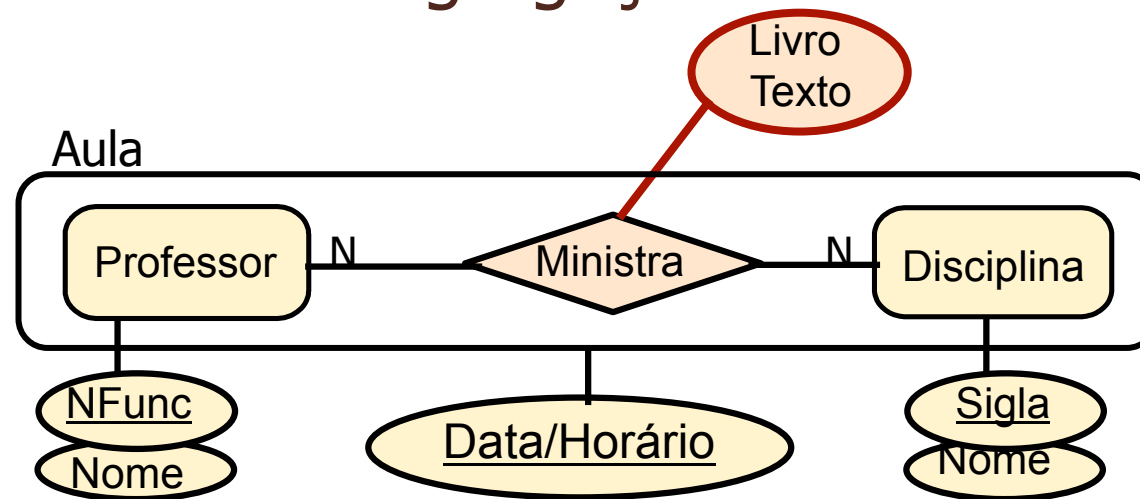 Livro
Texto
Aula
Professor
N
Ministra
N
Disciplina
NFunc
Nome
Data/Horário
Sigla
Nome